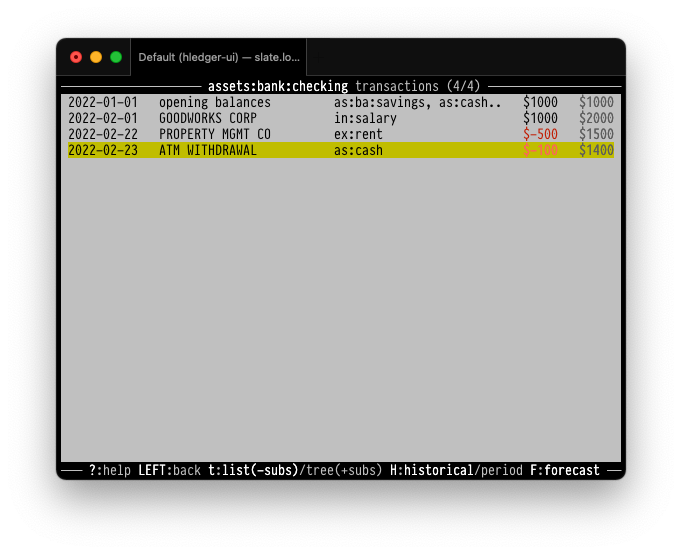 Default (hledger-ui) — slate.lo...
assets:bank:checking transactions (4/4)
2022-01-01 opening balances as:ba:savings, as:cash.. $1000 $1000
2022-02-01 GOODWORKS CORP in:salary $1000 $2000
2022-02-22 PROPERTY MGMT CO ex:rent $-500 $1500
2022-02-23 ATM WITHDRAWAL as:cash $-100 $1400
?:help LEFT:back t:list(-subs)/tree(+subs) H:historical/period F:forecast